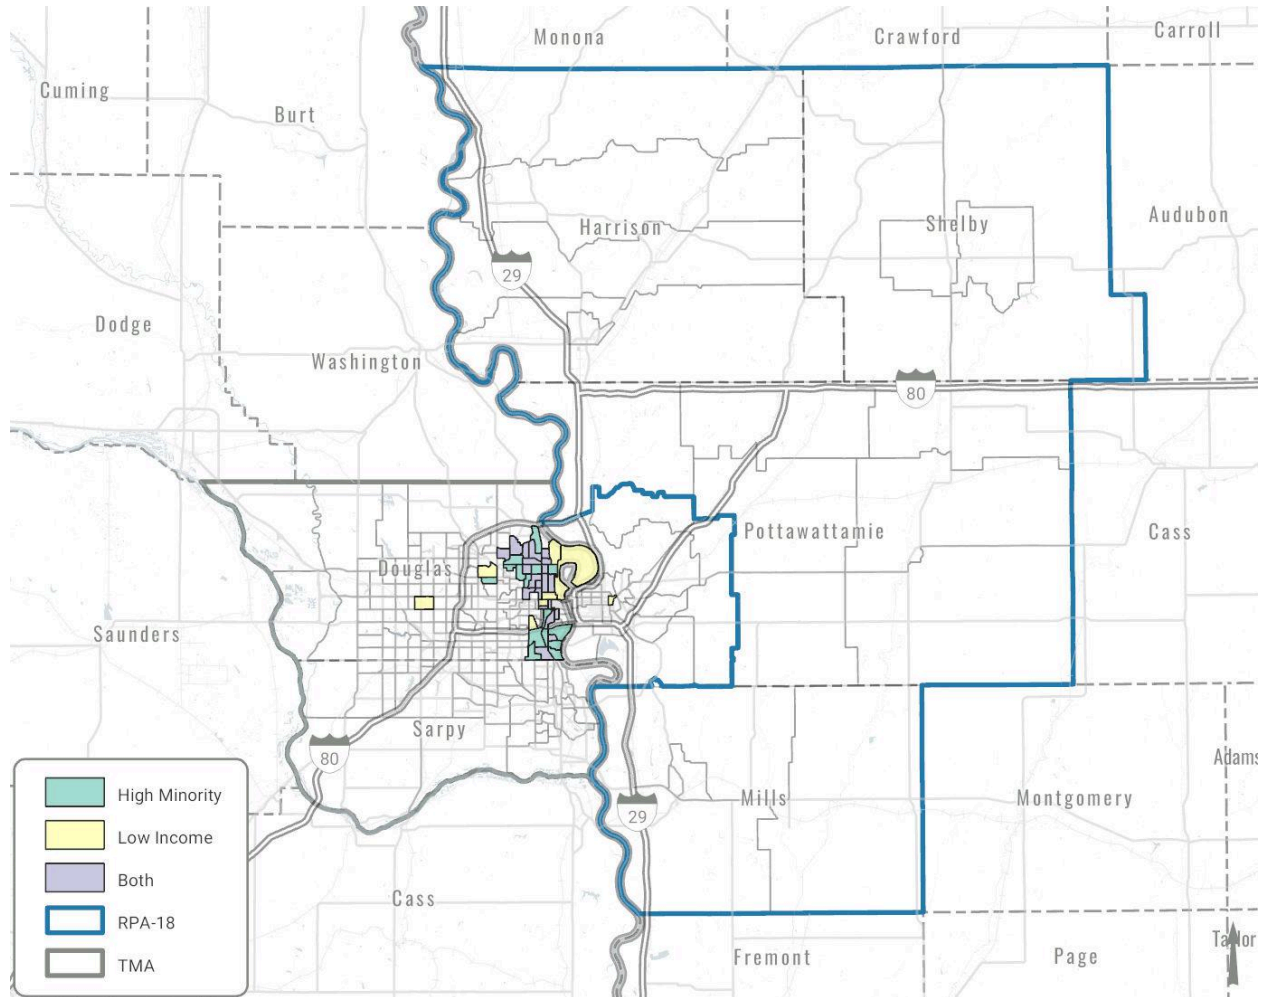 Monona
Crawford
Carroll
Cuming
Burt
Harrison
Shelby
Audubon
29
Dodge
Washington
80
Pottawattamie
Cass
Douglas
Saunders
Sarpy
80
Adams
Mills
Montgomery
29
Cass
Fremont
Page
Taylor
High Minority
Low Income
Both
RPA-18
TMA